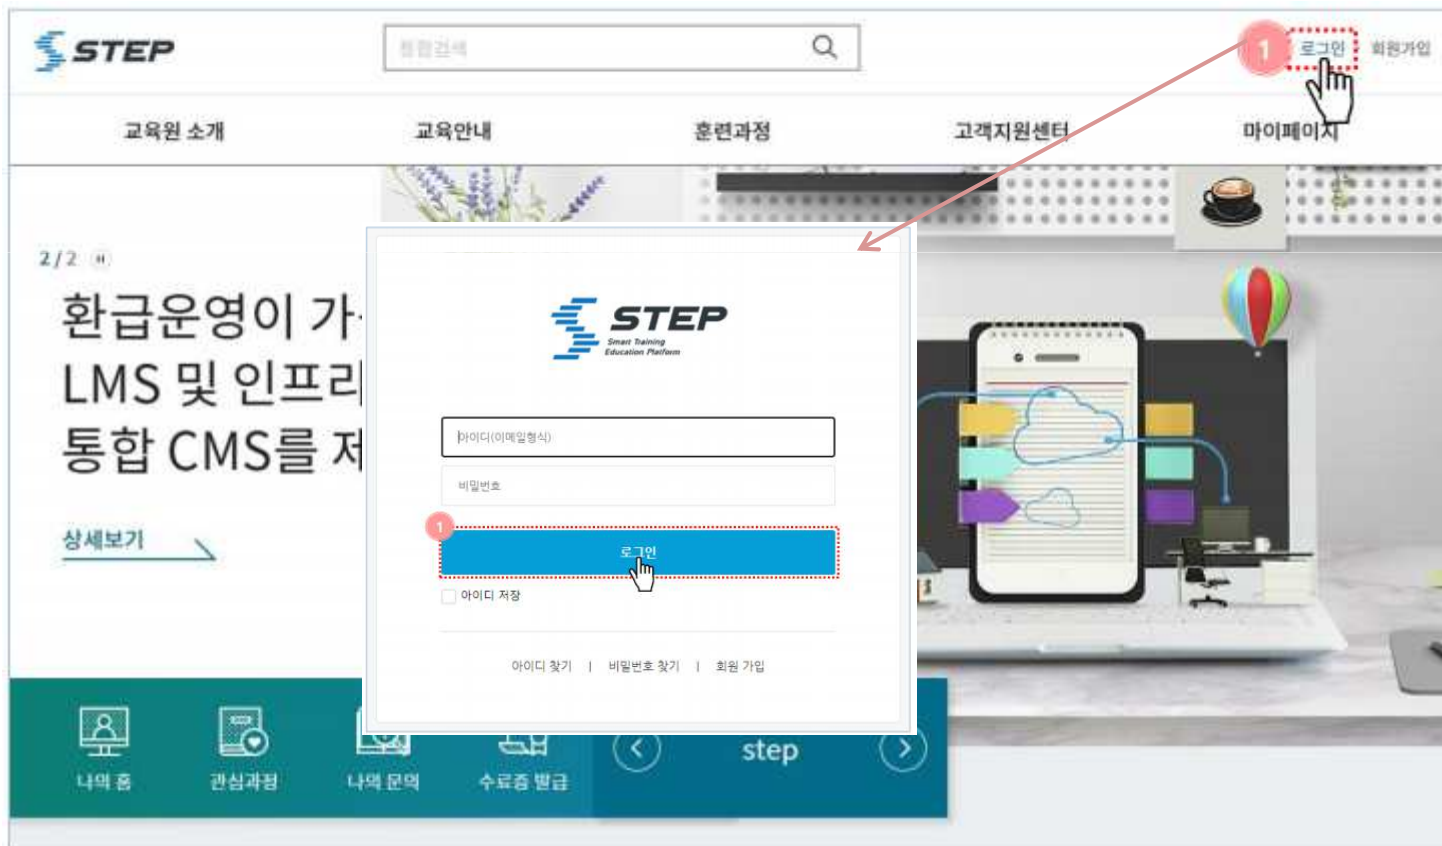 STEP
통합검색
1
로그인
회원가입
교육원 소개
교육안내
훈련과정
고객지원센터
마이페이지
2/2
환급운영이 가
LMS 및 인프라
통합 CMS를 제
상세보기
STEP
Smart Training
Education Platform
아이디(이메일형식)
비밀번호
1
로그인
아이디 저장
아이디 찾기 | 비밀번호 찾기 | 회원 가입
나의 홈
관심과정
나의 문의
수료증 발급
step